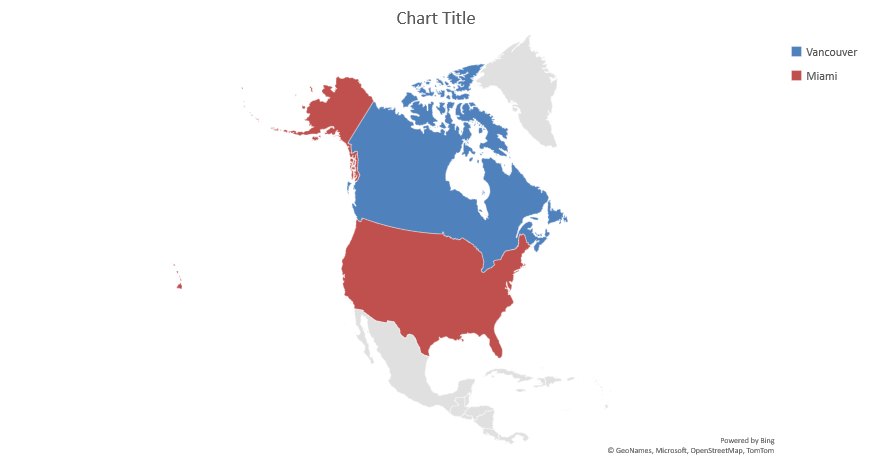 Chart Title
Vancouver
Miami
Powered by Bing
© GeoNames, Microsoft, OpenStreetMap, TomTom